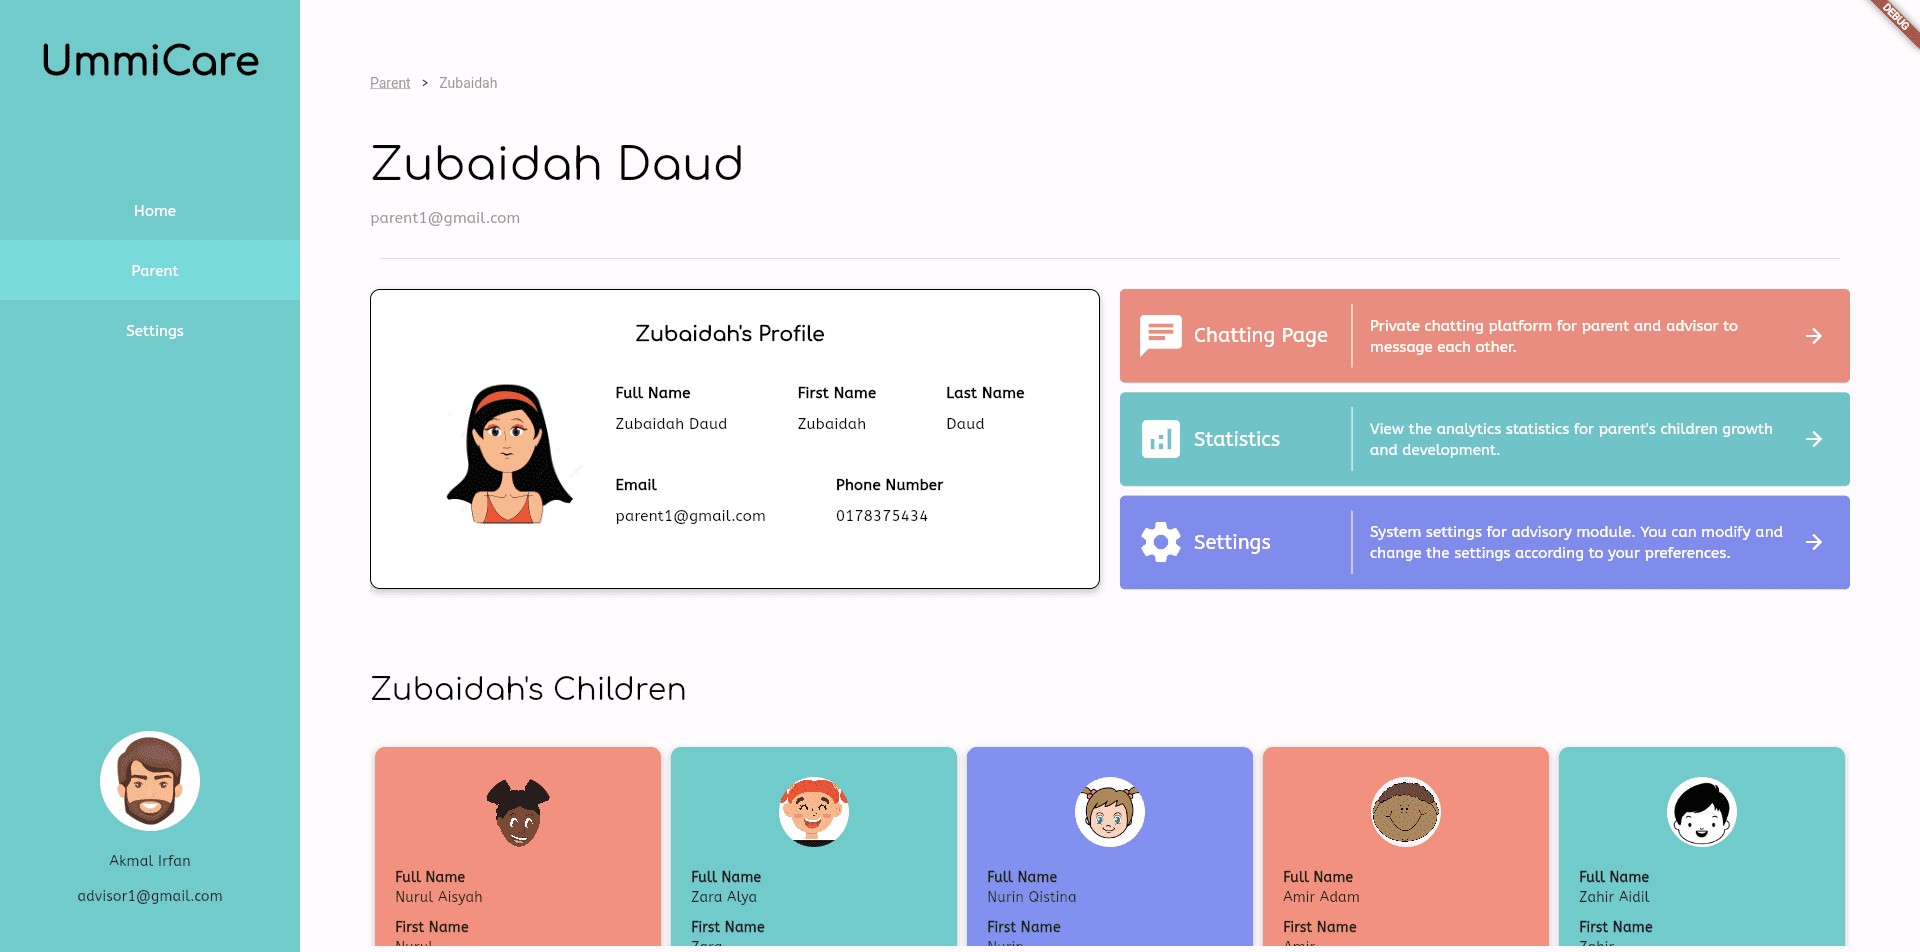 UmmiCare
Home
Parent
Settings
Akmal Irfan
advisor1@gmail.com
DEBUG
Parent > Zubaidah
Zubaidah Daud
parent1@gmail.com
Zubaidah's Profile
Full Name First Name Last Name
Zubaidah Daud Zubaidah Daud
Email Phone Number
parent1@gmail.com 0178375434
Chatting Page
Private chatting platform for parent and advisor to
message each other.
Statistics
View the analytics statistics for parent's children growth
and development.
Settings
System settings for advisory module. You can modify and
change the settings according to your preferences.
Zubaidah's Children
Full Name
Nurul Aisyah
First Name
Nurul
Full Name
Zara Alya
First Name
Zara
Full Name
Nurin Qistina
First Name
Nurin
Full Name
Amir Adam
First Name
Amir
Full Name
Zahir Aidil
First Name
Zahir